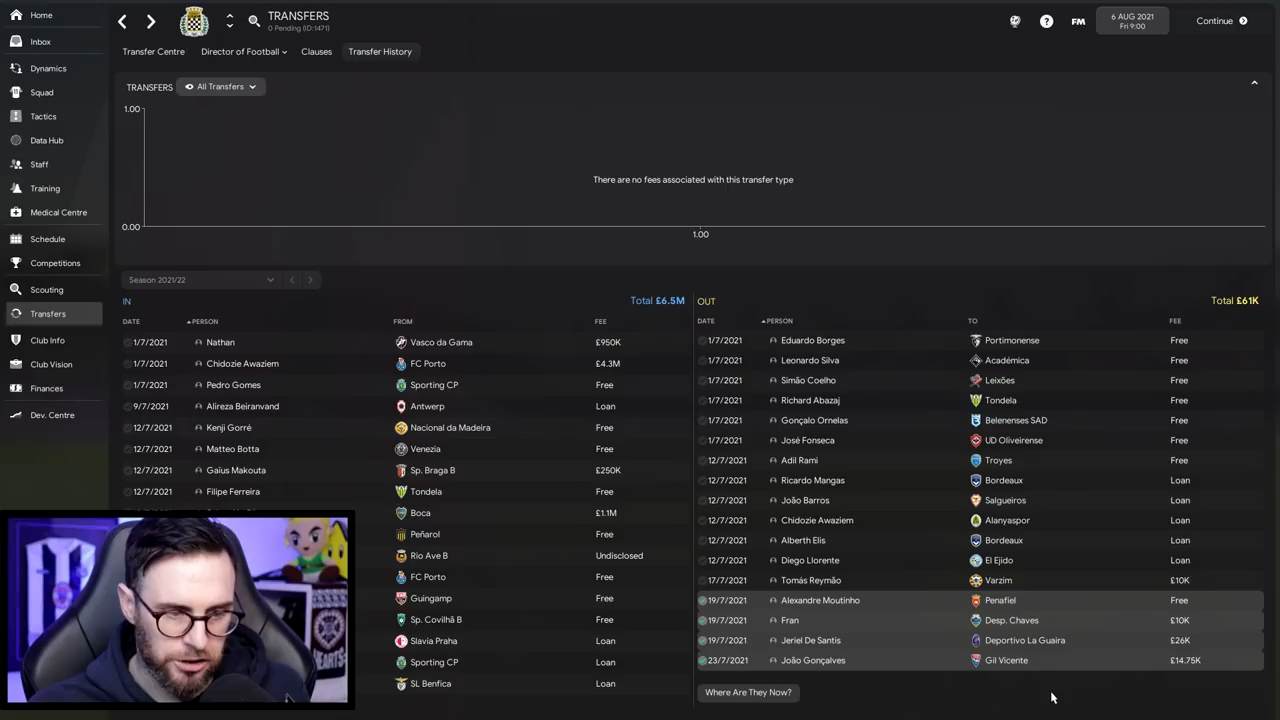 Home
Inbox
Dynamics
Squad
Tactics
Data Hub
Staff
Training
Medical Centre
Schedule
Competitions
Scouting
Transfers
Club Info
Club Vision
Finances
Dev. Centre
TRANSFERS
0 Pending (ID:1471)
FM
6 AUG 2021
Fri 9:00
Continue
Transfer Centre Director of Football Clauses Transfer History
TRANSFERS All Transfers
1.00
There are no fees associated with this transfer type
0.00
1.00
Season 2021/22
IN Total £6.5M
DATE PERSON FROM FEE
1/7/2021 Nathan Vasco da Gama £950K
1/7/2021 Chidozie Awaziem FC Porto £4.3M
1/7/2021 Pedro Gomes Sporting CP Free
9/7/2021 Alireza Beiranvand Antwerp Loan
12/7/2021 Kenji Gorré Nacional da Madeira Free
12/7/2021 Matteo Botta Venezia Free
12/7/2021 Gaïus Makouta Sp. Braga B £250K
12/7/2021 Filipe Ferreira Tondela Free
Boca £1.1M
Peñarol Free
Rio Ave B Undisclosed
FC Porto Free
Guingamp Free
Sp. Covilhã B Free
Slavia Praha Loan
Sporting CP Loan
SL Benfica Loan
OUT Total £61K
DATE PERSON TO FEE
1/7/2021 Eduardo Borges Portimonense Free
1/7/2021 Leonardo Silva Académica Free
1/7/2021 Simão Coelho Leixões Free
1/7/2021 Richard Abazaj Tondela Free
1/7/2021 Gonçalo Ornelas Belenenses SAD Free
1/7/2021 José Fonseca UD Oliveirense Free
12/7/2021 Adil Rami Troyes Free
12/7/2021 Ricardo Mangas Bordeaux Loan
12/7/2021 João Barros Salgueiros Loan
12/7/2021 Chidozie Awaziem Alanyaspor Loan
12/7/2021 Alberth Elis Bordeaux Loan
12/7/2021 Diego Llorente El Ejido Loan
17/7/2021 Tomás Reymão Varzim £10K
19/7/2021 Alexandre Moutinho Penafiel Free
19/7/2021 Fran Desp. Chaves £10K
19/7/2021 Jeriel De Santis Deportivo La Guaira £26K
23/7/2021 João Gonçalves Gil Vicente £14.75K
Where Are They Now?